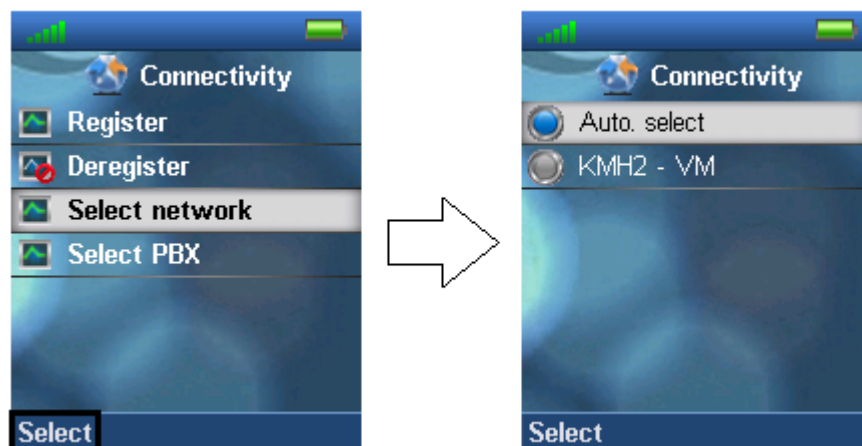 Connectivity
Register
Deregister
Select network
Select PBX
Select
Connectivity
Auto. select
KMH2 - VM
Select